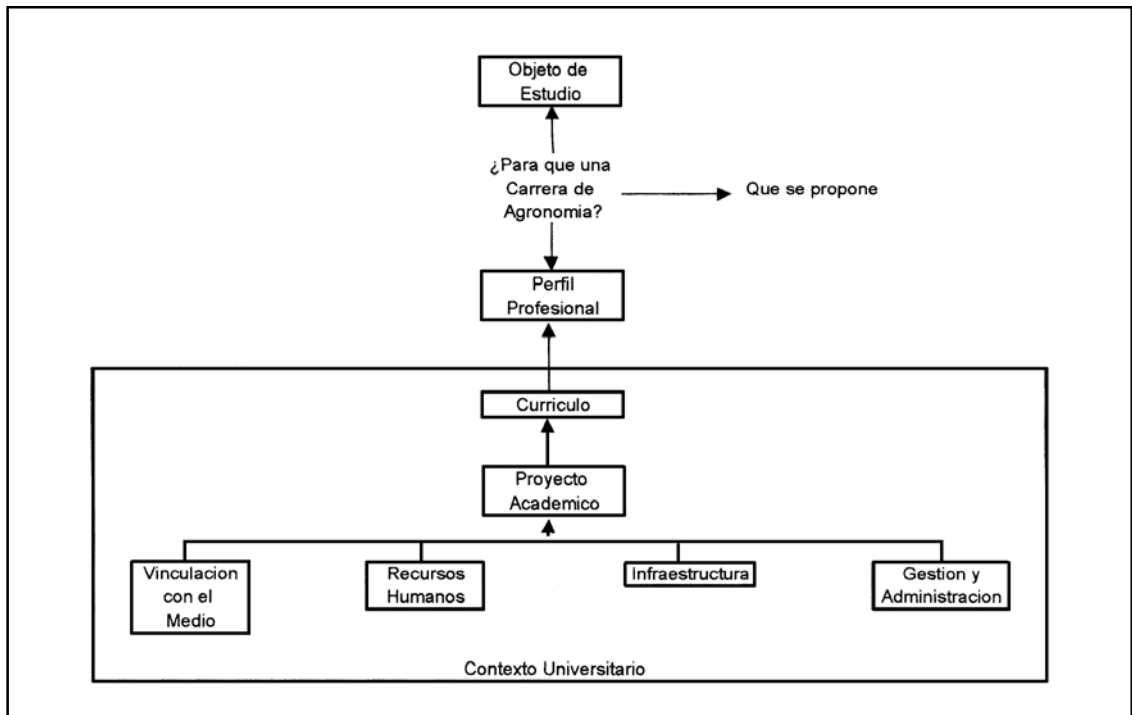 Objeto de
Estudio
¿Para que una
Carrera de
Agronomia?
Que se propone
Perfil
Profesional
Curriculo
Proyecto
Academico
Vinculacion
con el
Medio
Recursos
Humanos
Infraestructura
Gestion y
Administracion
Contexto Universitario